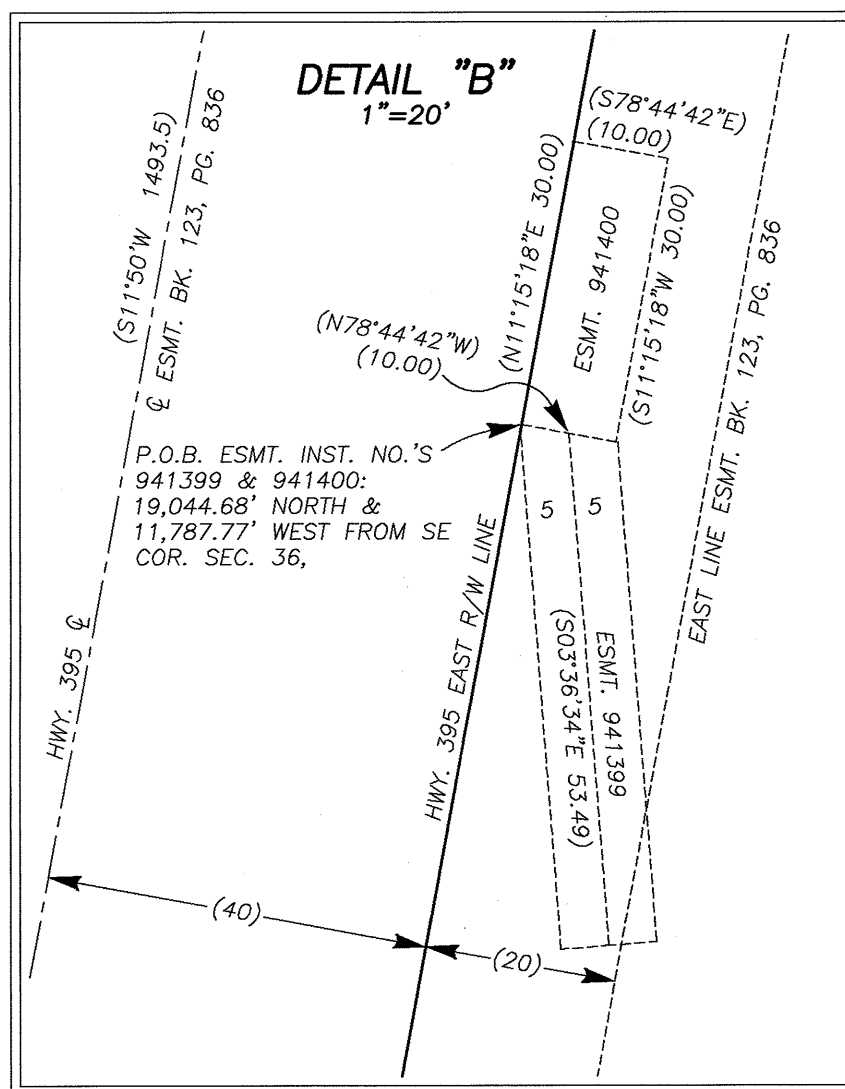 DETAIL "B"
1"=20'
(S11°50'W 1493.5)
℄ ESMT. BK. 123, PG. 836
(S78°44'42"E)
(10.00)
(N11°15'18"E 30.00)
ESMT. 941400
(S11°15'18"W 30.00)
(N78°44'42"W)
(10.00)
EAST LINE ESMT. BK. 123, PG. 836
P.O.B. ESMT. INST. NO.'S
941399 & 941400:
19,044.68' NORTH &
11,787.77' WEST FROM SE
COR. SEC. 36,
5
5
HWY. 395 ℄
HWY. 395 EAST R/W LINE
(S03°36'34"E 53.49)
ESMT. 941399
(40)
(20)